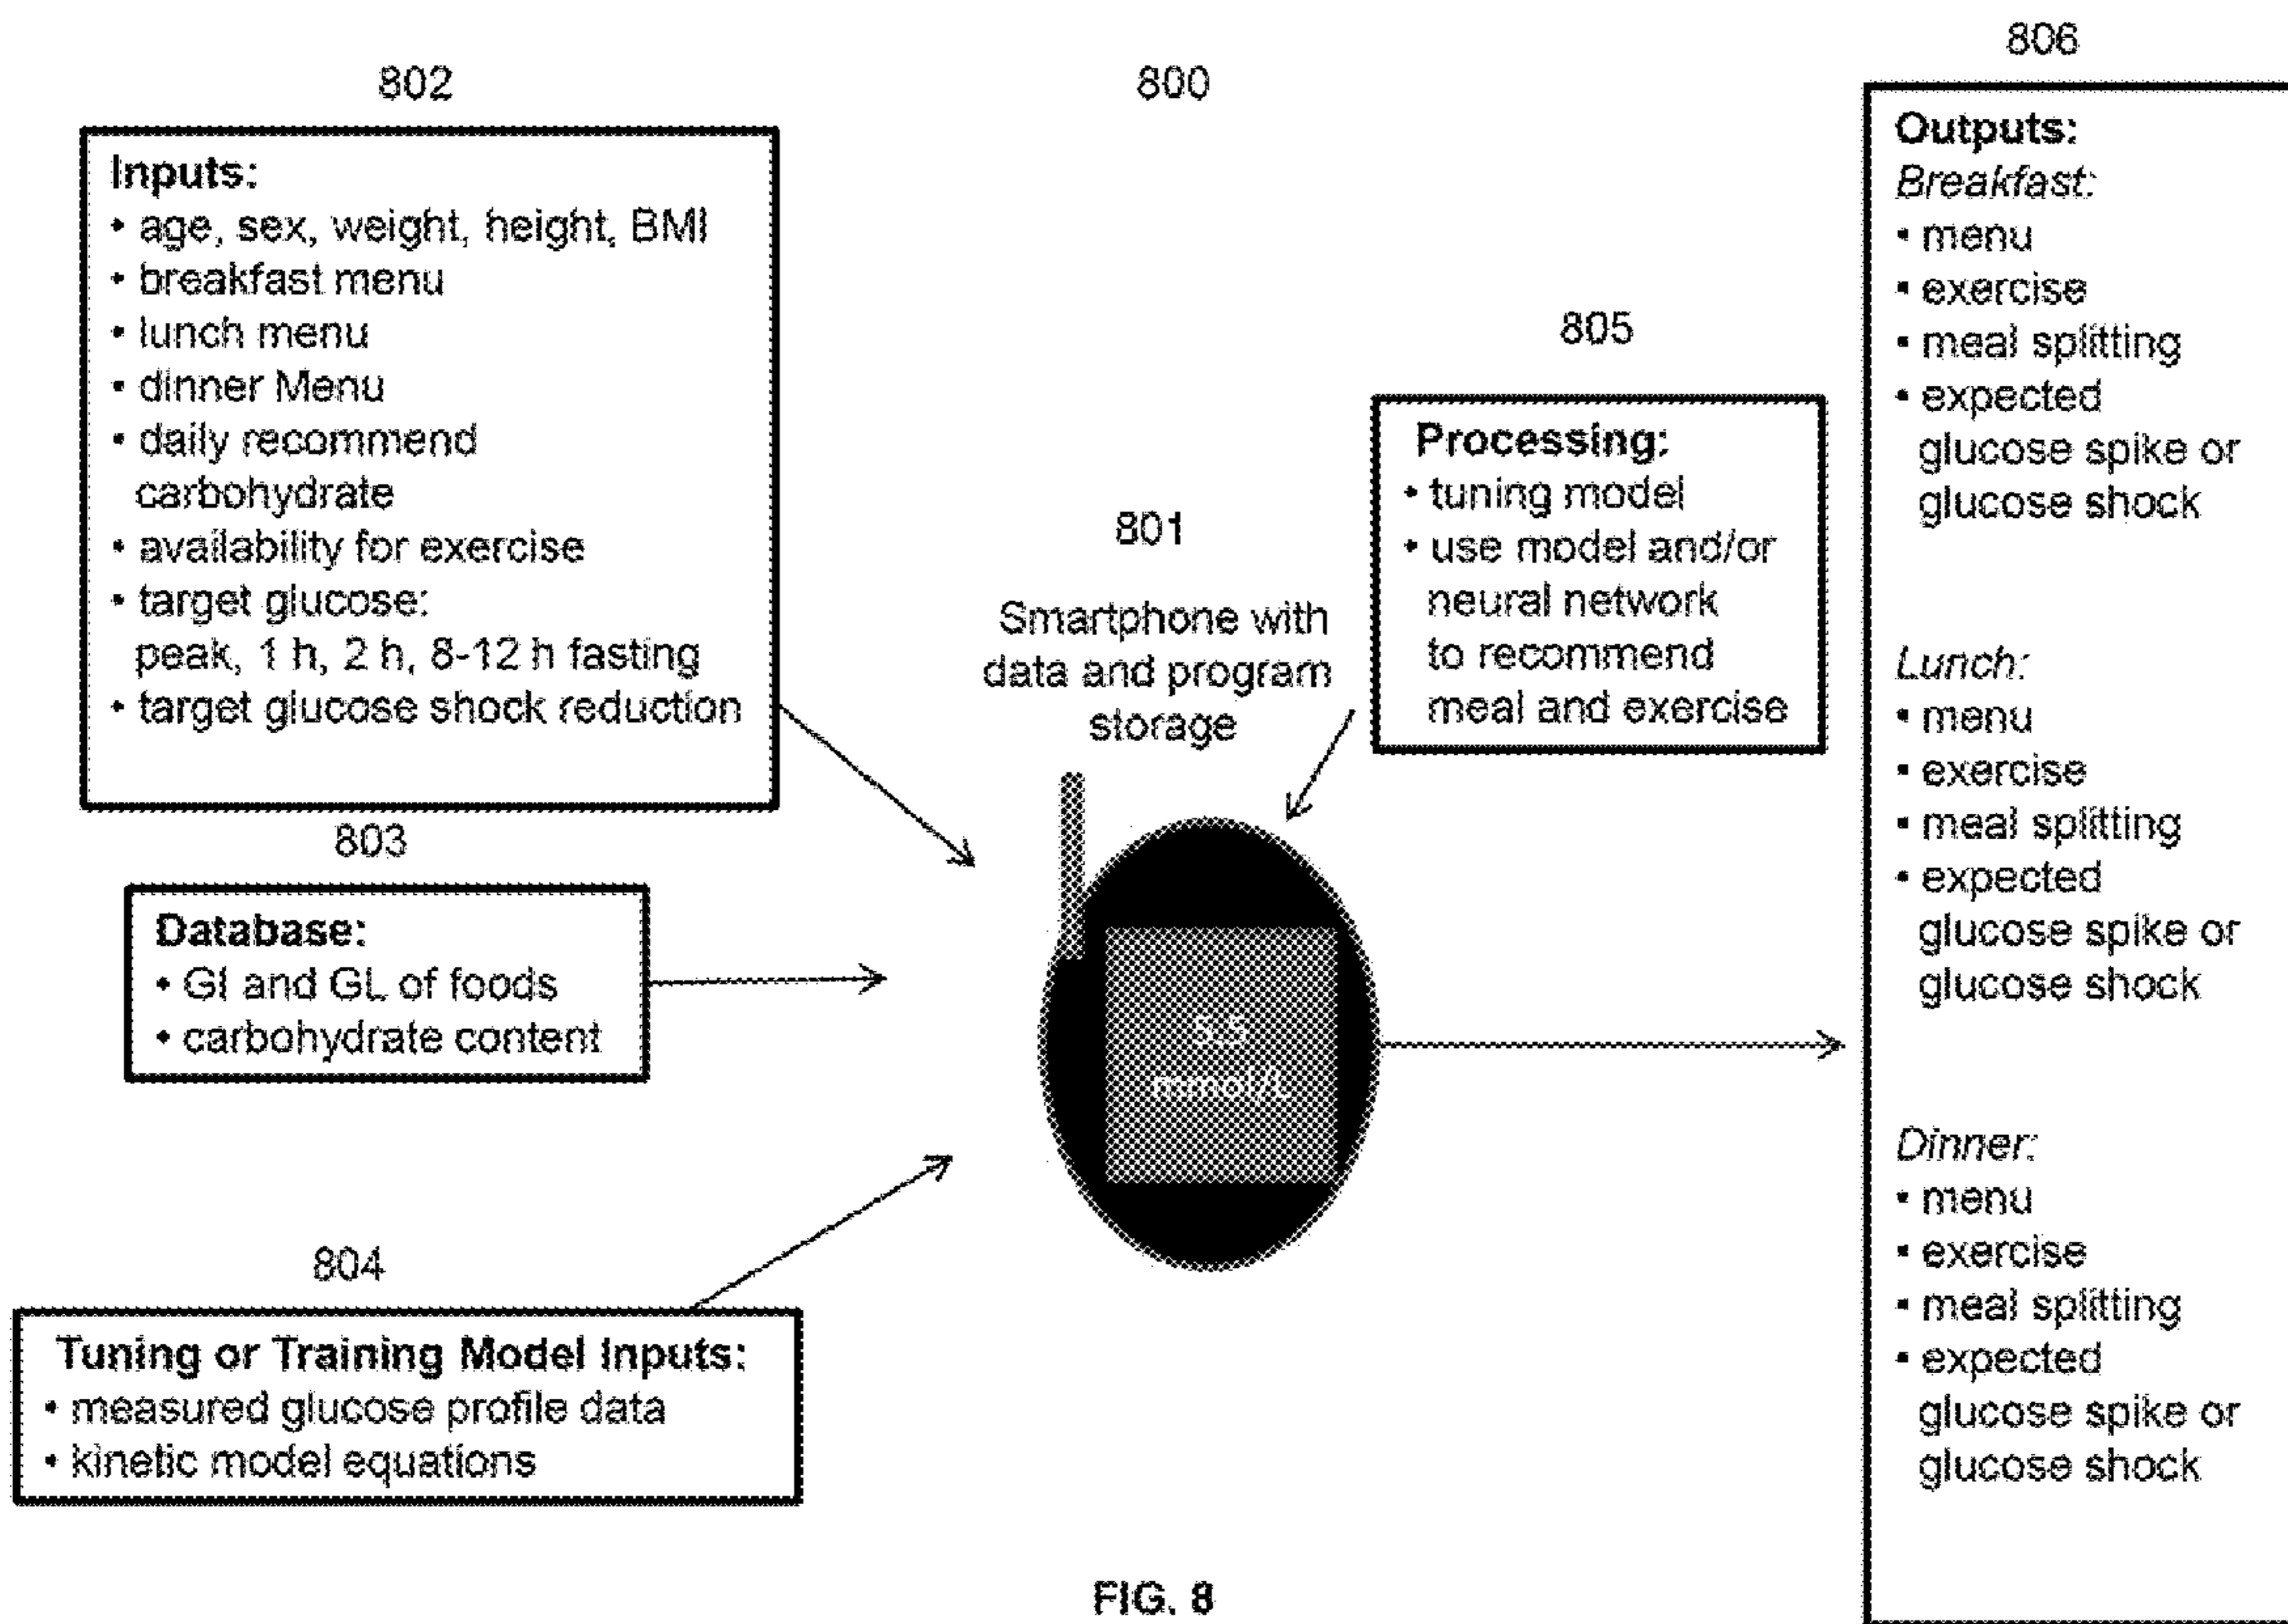 802
Inputs:
• age, sex, weight, height, BMI
• breakfast menu
• lunch menu
• dinner Menu
• daily recommend
carbohydrate
• availability for exercise
• target glucose:
peak, 1 h, 2 h, 8-12 h fasting
• target glucose shock reduction
803
Database:
• GI and GL of foods
• carbohydrate content
804
Tuning or Training Model Inputs:
• measured glucose profile data
• kinetic model equations
800
801
Smartphone with
data and program
storage
5.5
mmol/L
805
Processing:
• tuning model
• use model and/or
neural network
to recommend
meal and exercise
806
Outputs:
Breakfast:
• menu
• exercise
• meal splitting
• expected
glucose spike or
glucose shock
Lunch:
• menu
• exercise
• meal splitting
• expected
glucose spike or
glucose shock
Dinner:
• menu
• exercise
• meal splitting
• expected
glucose spike or
glucose shock
FIG. 8